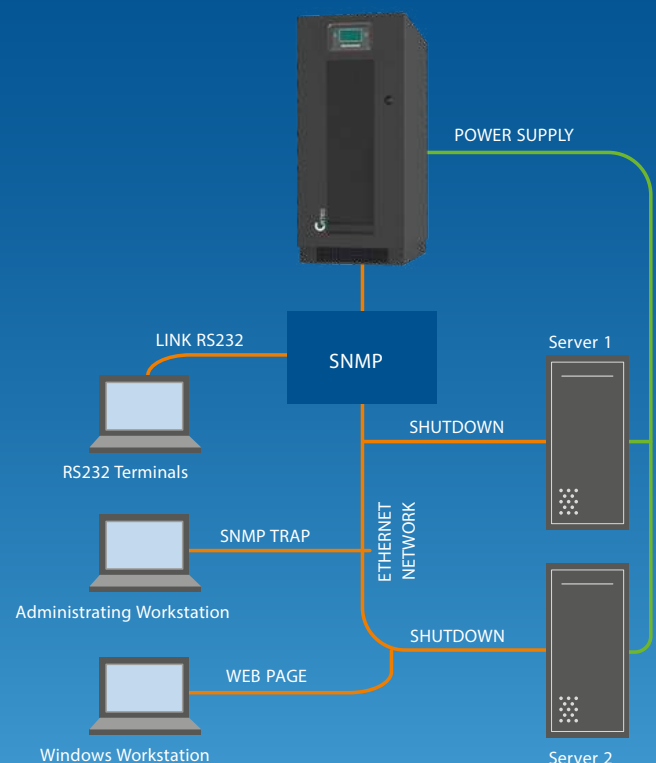 POWER SUPPLY
LINK RS232
SNMP
Server 1
SHUTDOWN
RS232 Terminals
SNMP TRAP
ETHERNET
NETWORK
Administrating Workstation
SHUTDOWN
WEB PAGE
Windows Workstation
Server 2